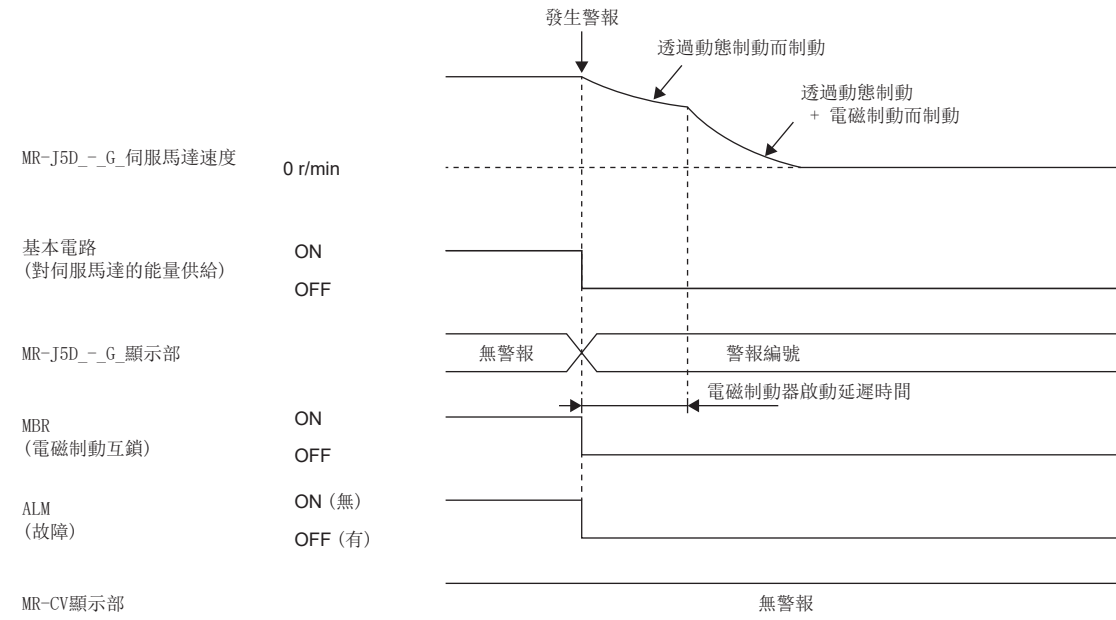 發生警報
透過動態制動而制動
透過動態制動
+ 電磁制動而制動
MR-J5D_-_G_伺服馬達速度
0 r/min
基本電路
(對伺服馬達的能量供給)
ON
OFF
MR-J5D_-_G_顯示部
無警報
警報編號
電磁制動器啟動延遲時間
MBR
(電磁制動互鎖)
ON
OFF
ALM
(故障)
ON (無)
OFF (有)
MR-CV顯示部
無警報